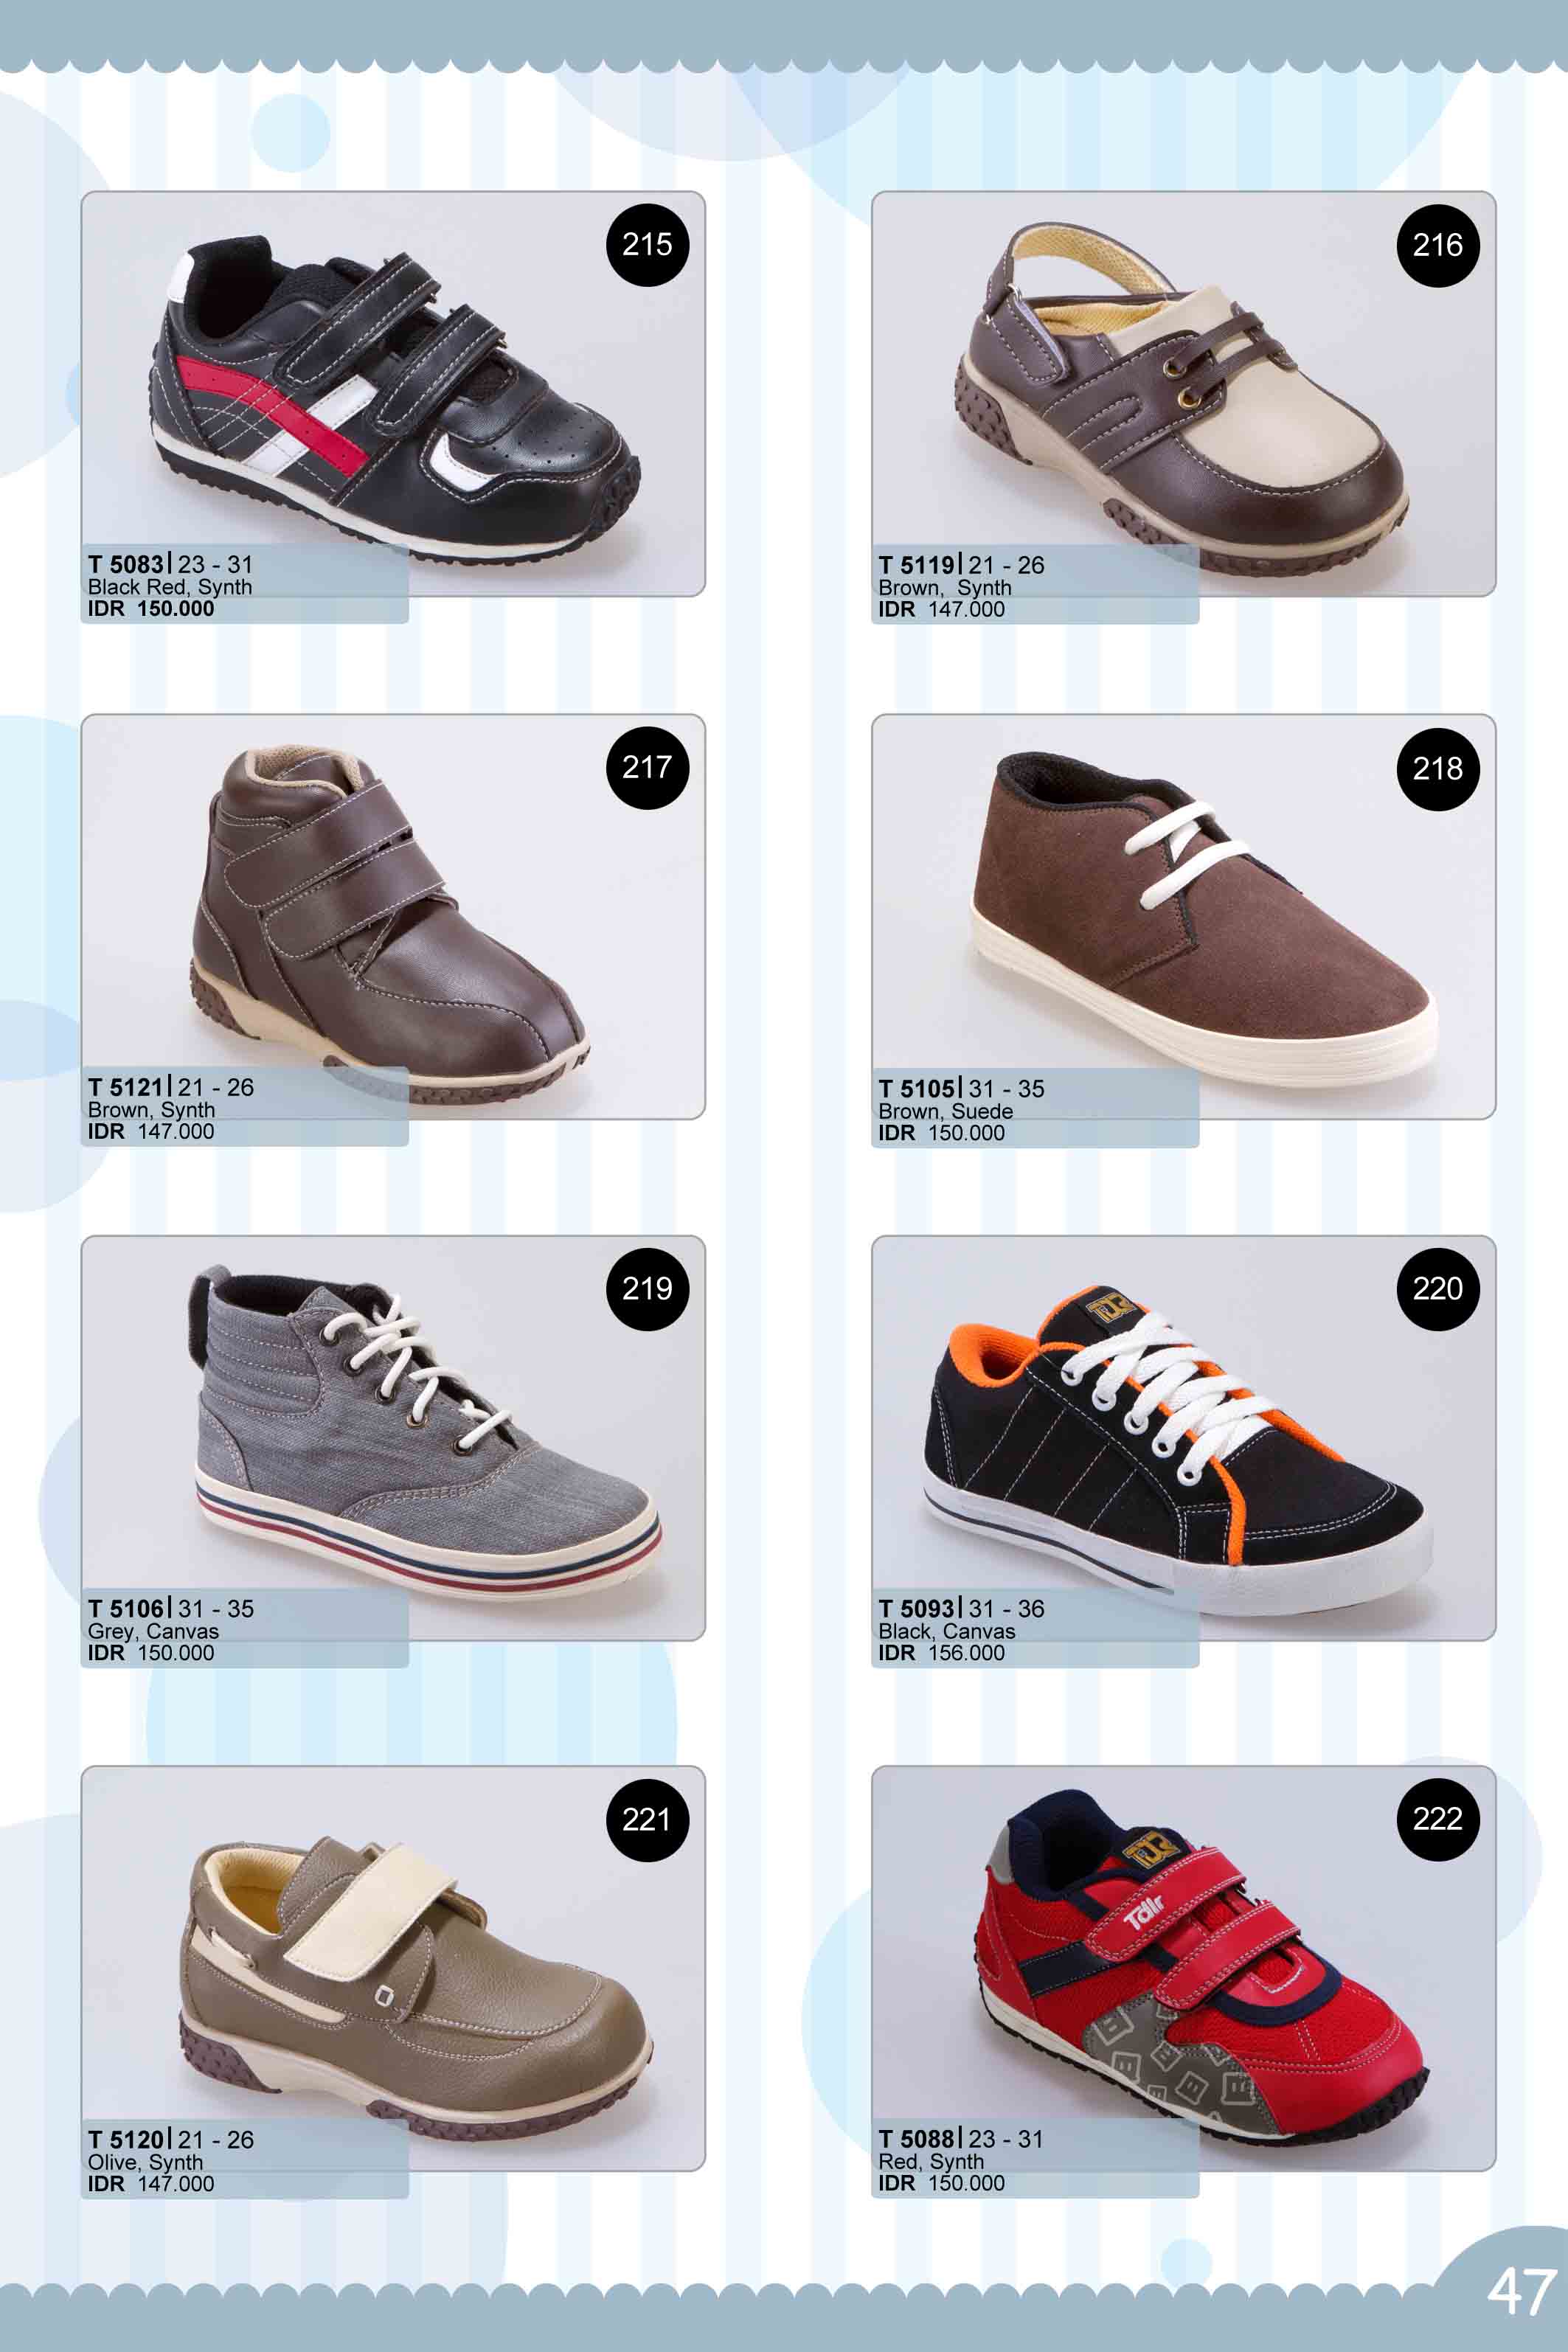 215
T 5083| 23 - 31
Black Red, Synth
IDR 150.000
216
T 5119| 21 - 26
Brown, Synth
IDR 147.000
217
T 5121| 21 - 26
Brown, Synth
IDR 147.000
218
T 5105| 31 - 35
Brown, Suede
IDR 150.000
219
T 5106| 31 - 35
Grey, Canvas
IDR 150.000
TDLR
220
T 5093| 31 - 36
Black, Canvas
IDR 156.000
221
T 5120| 21 - 26
Olive, Synth
IDR 147.000
TDLR
Tdlr
222
T 5088| 23 - 31
Red, Synth
IDR 150.000
47